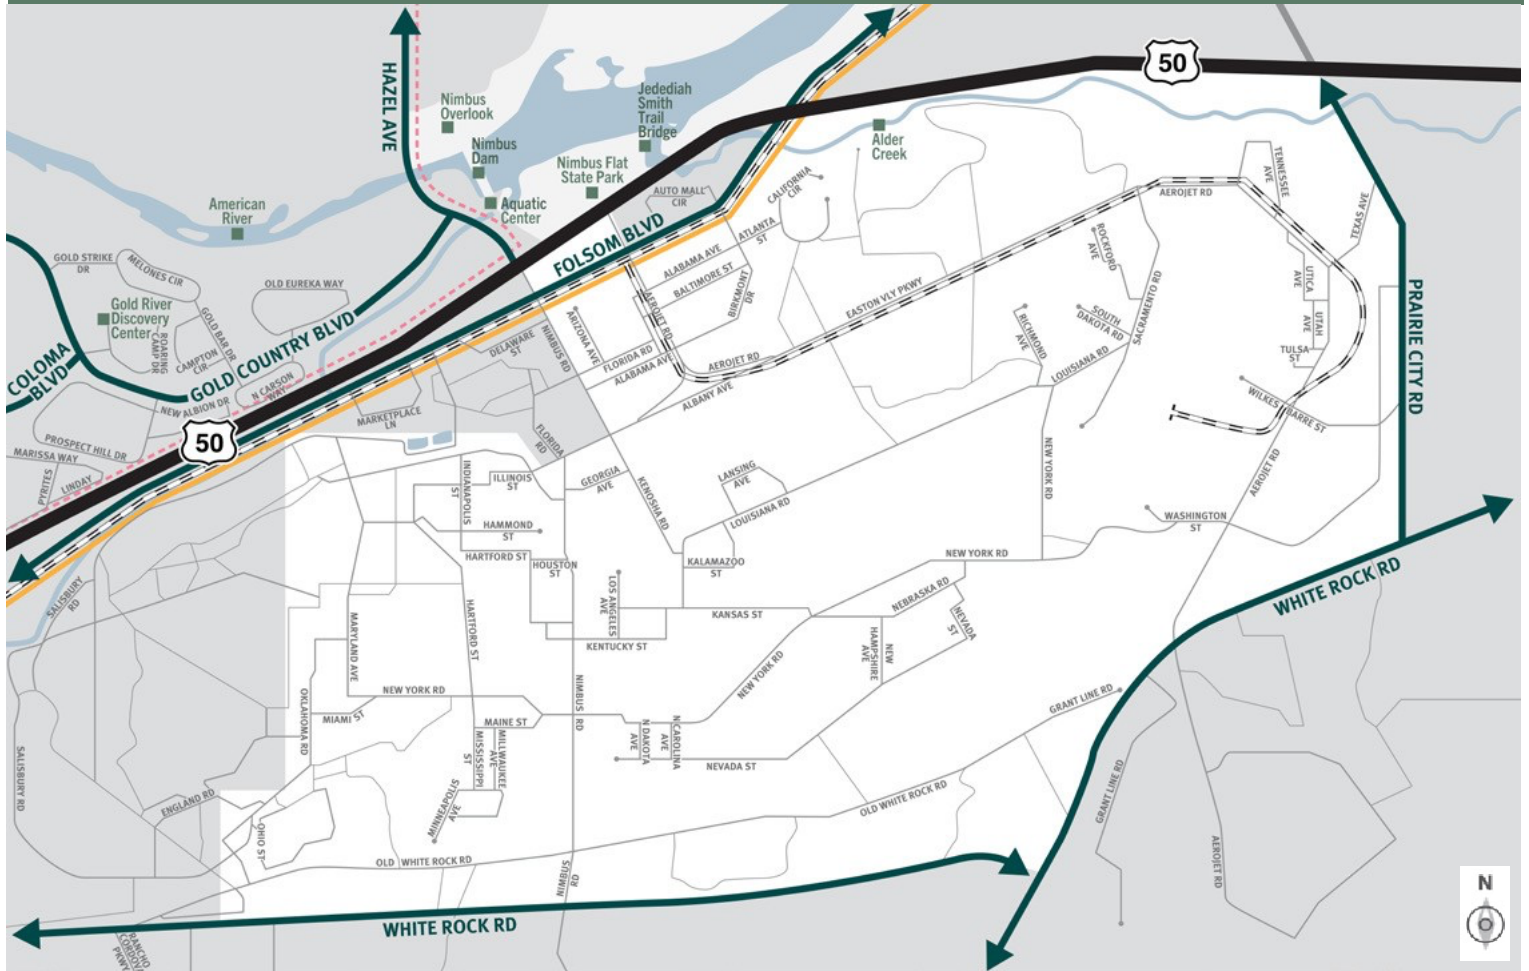 50
HAZEL AVE
Nimbus
Overlook
Jedediah
Smith
Trail
Bridge
Nimbus
Dam
Nimbus Flat
State Park
Alder
Creek
Aquatic
Center
American
River
AUTO MALL
CIR
CALIFORNIA
CIR
TENNESSEE
AVE
AEROJET RD
TEXAS AVE
FOLSOM BLVD
ATLANTA
ST
ALABAMA AVE
BALTIMORE ST
BIRKMONT
DR
ROCKFORD
AVE
GOLD STRIKE
DR
MELONES CIR
OLD EUREKA WAY
Gold River
Discovery
Center
ROARING
CAMP DR
GOLD BAR DR
CAMPTON
CIR
GOLD COUNTRY BLVD
COLOMA
BLVD
N CARSON
WAY
NEW ALBION DR
EASTON VLY PKWY
SACRAMENTO RD
UTICA
AVE
UTAH
AVE
TULSA
ST
PRAIRIE CITY RD
AEROJET RD
ARIZONA AVE
NIMBUS RD
DELAWARE
ST
FLORIDA RD
ALABAMA AVE
AEROJET RD
ALBANY AVE
RICHMOND
AVE
SOUTH
DAKOTA RD
LOUISIANA RD
WILKES BARRE ST
MARKETPLACE
LN
50
PROSPECT HILL DR
MARISSA WAY
PYRITES
LINDAY
FLORIDA
RD
INDIANAPOLIS
ST
ILLINOIS
ST
GEORGIA
AVE
KENOSHA RD
LANSING
AVE
LOUISIANA RD
NEW YORK RD
AEROJET RD
HAMMOND
ST
WASHINGTON
ST
HARTFORD ST
HOUSTON
ST
KALAMAZOO
ST
NEW YORK RD
WHITE ROCK RD
SALISBURY
RD
LOS ANGELES
AVE
KANSAS ST
NEBRASKA RD
NEVADA
ST
MARYLAND AVE
HARTFORD ST
KENTUCKY ST
NEW
HAMPSHIRE
AVE
NEW YORK RD
NEW YORK RD
MIAMI ST
OKLAHOMA RD
NIMBUS RD
MAINE ST
N DAKOTA
AVE
N CAROLINA
AVE
GRANT LINE RD
MISSISSIPPI
ST
MILLWAUKEE
AVE
NEVADA ST
SALISBURY RD
ENGLAND RD
MINNEAPOLIS
AVE
OLD WHITE ROCK RD
GRANT LINE RD
OHIO ST
OLD WHITE ROCK RD
NIMBUS
RD
AEROJET RD
WHITE ROCK RD
RANCHO
CORDOVA
PKWY
N